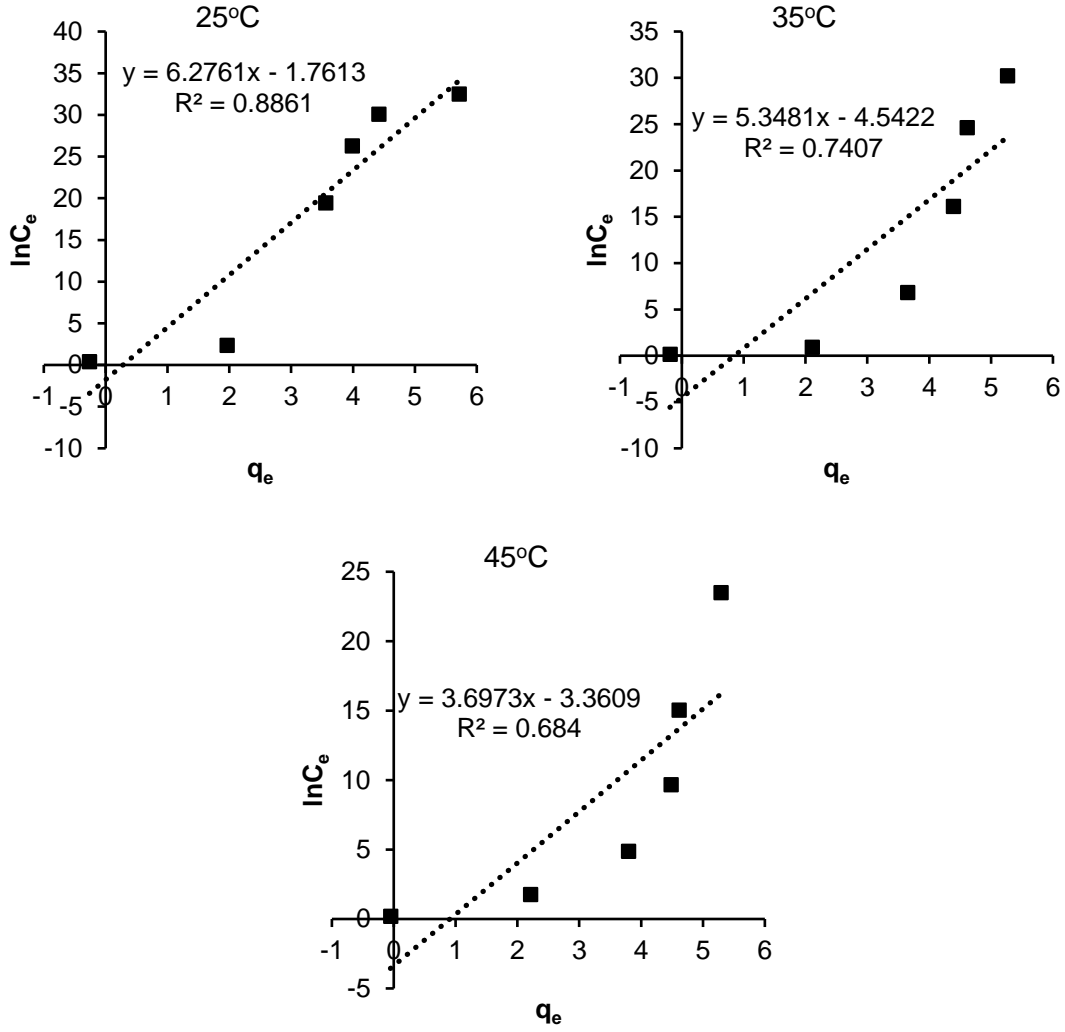 25°C
40
35
30
25
20
15
10
5
0
-5
-10
y = 6.2761x - 1.7613
R² = 0.8861
lnCₑ
-1 0 1 2 3 4 5 6
qₑ
35°C
35
30
25
20
15
10
5
0
-5
-10
y = 5.3481x - 4.5422
R² = 0.7407
lnCₑ
-1 0 1 2 3 4 5 6
qₑ
45°C
25
20
15
10
5
0
-5
y = 3.6973x - 3.3609
R² = 0.684
lnCₑ
-1 0 1 2 3 4 5 6
qₑ